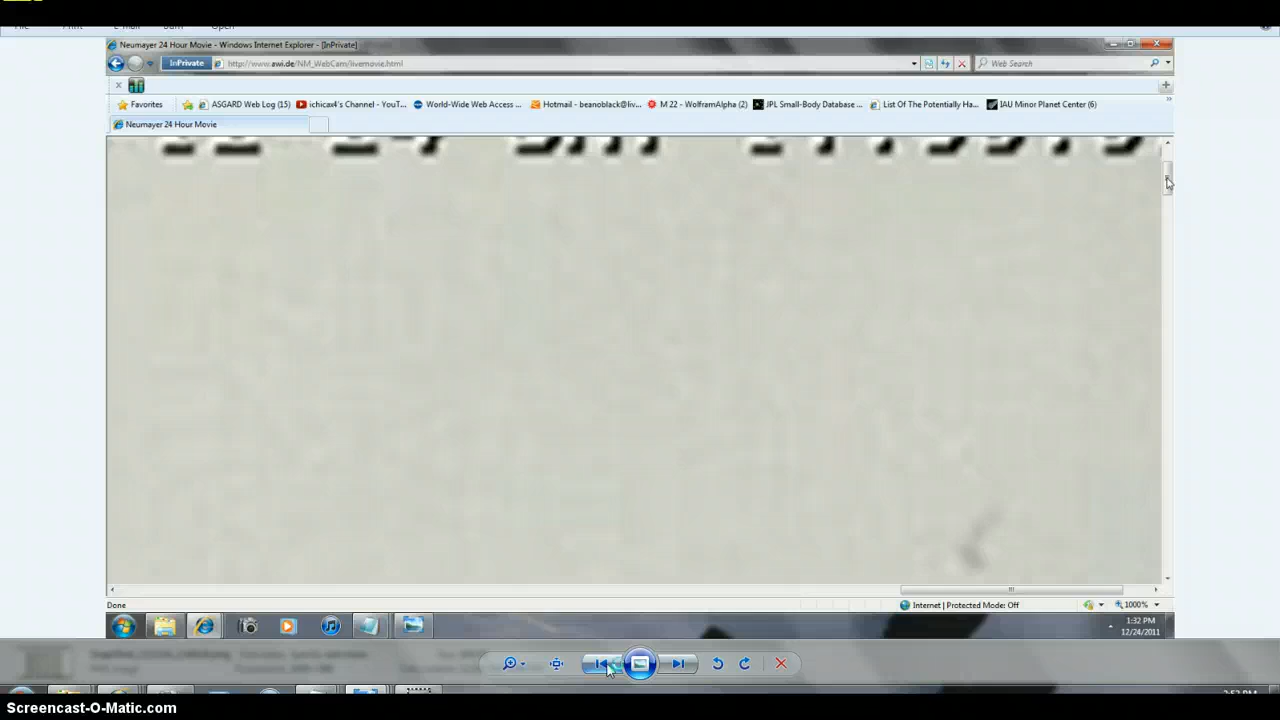 Neumayer 24 Hour Movie - Windows Internet Explorer - [InPrivate]
InPrivate http://www.awi.de/NM_WebCam/livemovie.html Web Search
Favorites ASGARD Web Log (15) ichicax4's Channel - YouT... World-Wide Web Access ... Hotmail - beanoblack@liv... M 22 - WolframAlpha (2) JPL Small-Body Database ... List Of The Potentially Ha... IAU Minor Planet Center (6)
Neumayer 24 Hour Movie
Done Internet | Protected Mode: Off 1000%
1:32 PM
12/24/2011
Screencast-O-Matic.com